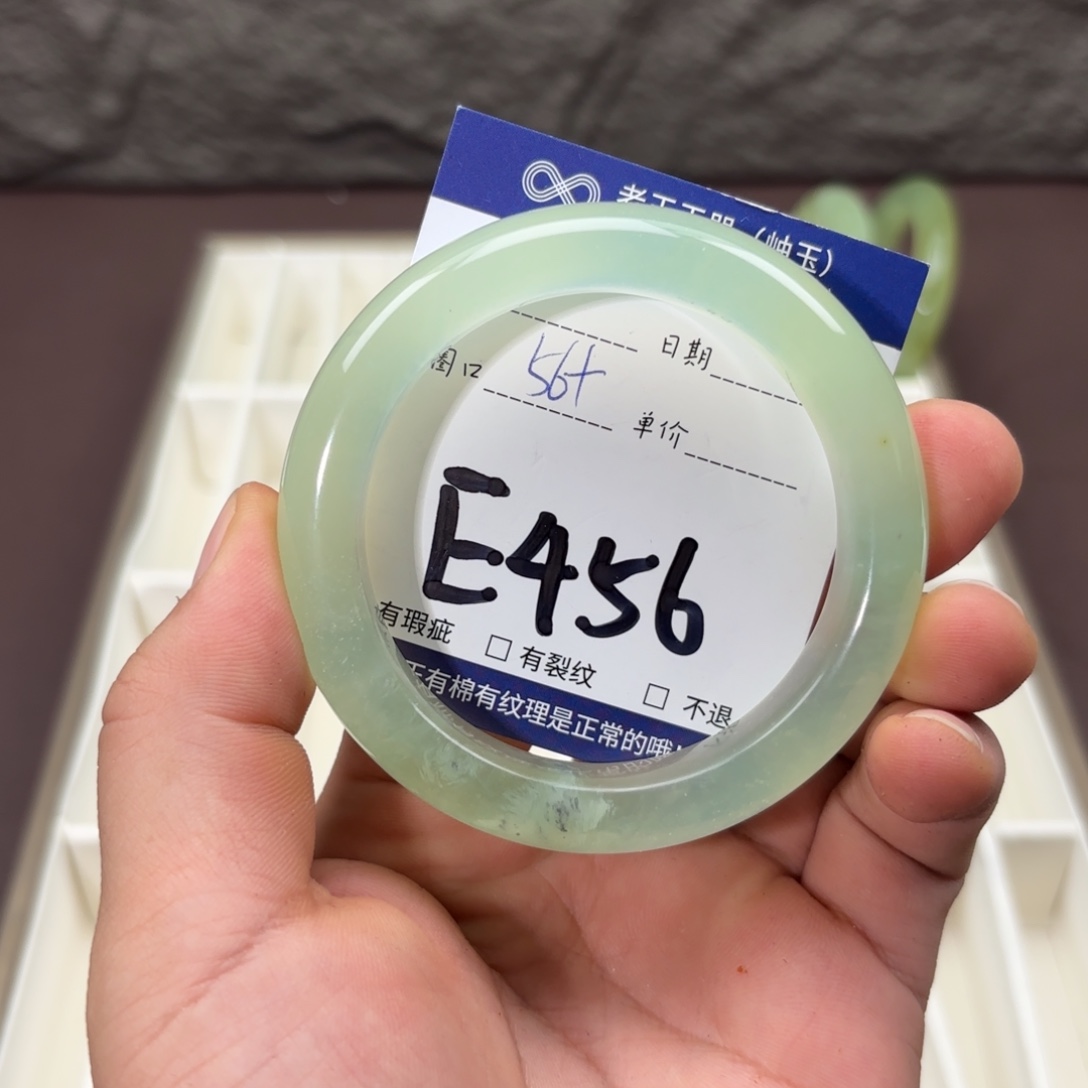 (岫玉)
日期
圈口 56+
单价
E456
有瑕疵 □ 有裂纹 □ 不退
有棉有纹理是正常的哦!